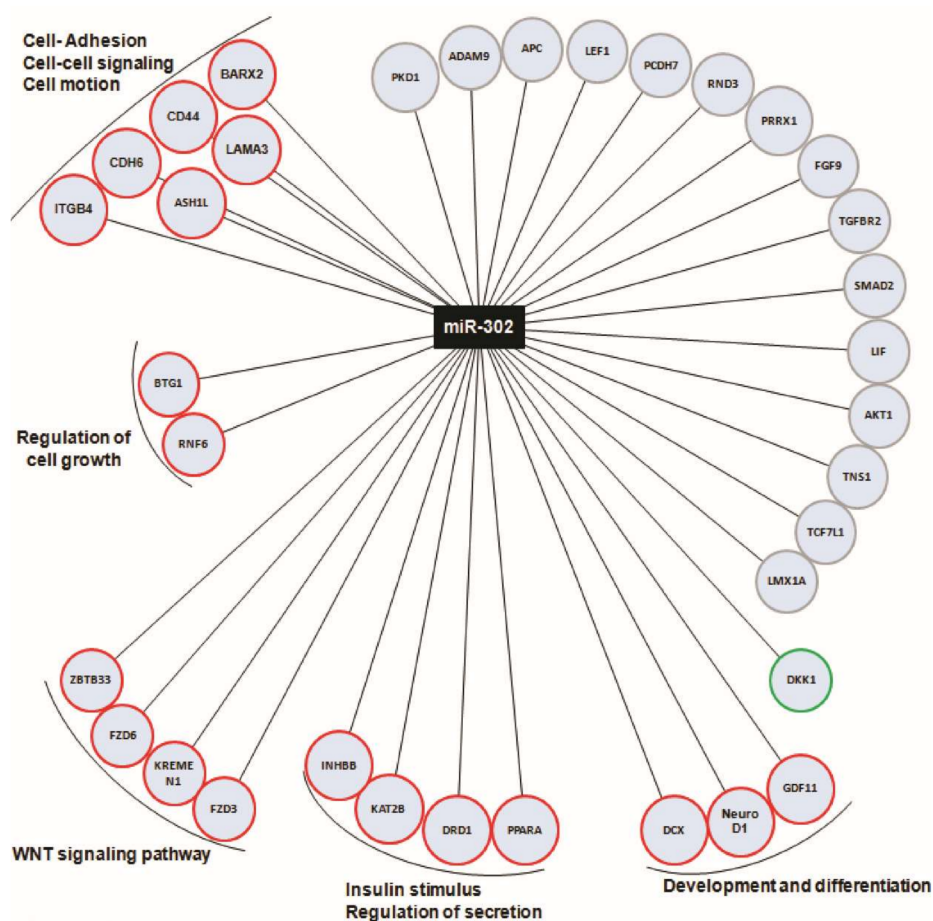 Cell- Adhesion
Cell-cell signaling
Cell motion
BARX2
CD44
LAMA3
CDH6
ASH1L
ITGB4
PKD1
ADAM9
APC
LEF1
PCDH7
RND3
PRRX1
FGF9
TGFBR2
SMAD2
LIF
AKT1
TNS1
TCF7L1
LMX1A
miR-302
BTG1
RNF6
Regulation of
cell growth
DKK1
ZBTB33
FZD6
KREME
N1
FZD3
WNT signaling pathway
INHBB
KAT2B
DRD1
PPARA
Insulin stimulus
Regulation of secretion
GDF11
Neuro
D1
DCX
Development and differentiation